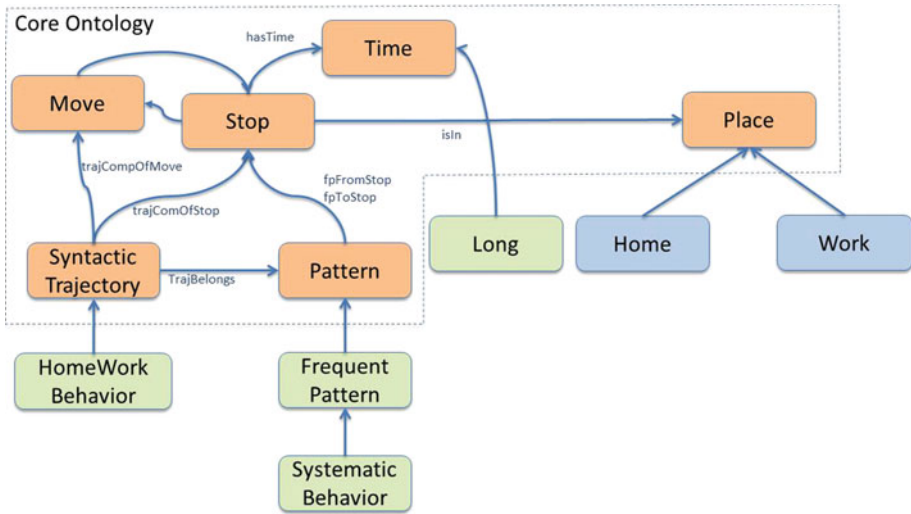 Core Ontology
hasTime
Time
Move
Stop
Place
isIn
trajCompOfMove
fpFromStop
fpToStop
trajComOfStop
Long
Home
Work
Syntactic
Trajectory
TrajBelongs
Pattern
HomeWork
Behavior
Frequent
Pattern
Systematic
Behavior